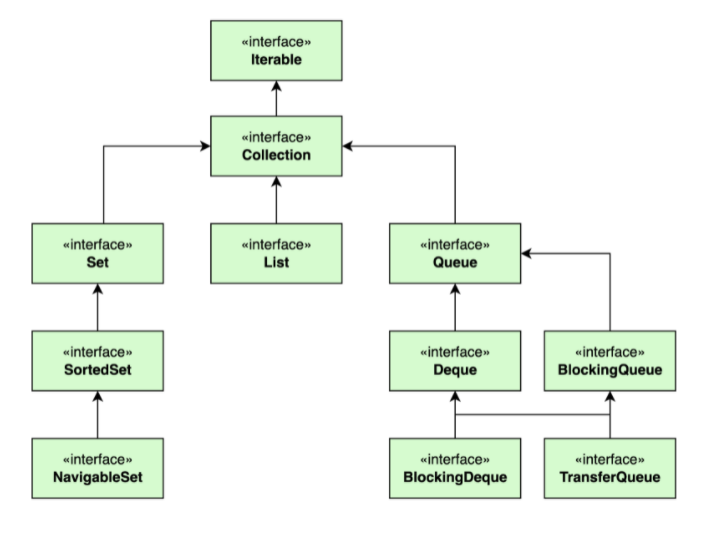 «interface»
Iterable
«interface»
Collection
«interface»
Set
«interface»
List
«interface»
Queue
«interface»
SortedSet
«interface»
Deque
«interface»
BlockingQueue
«interface»
NavigableSet
«interface»
BlockingDeque
«interface»
TransferQueue